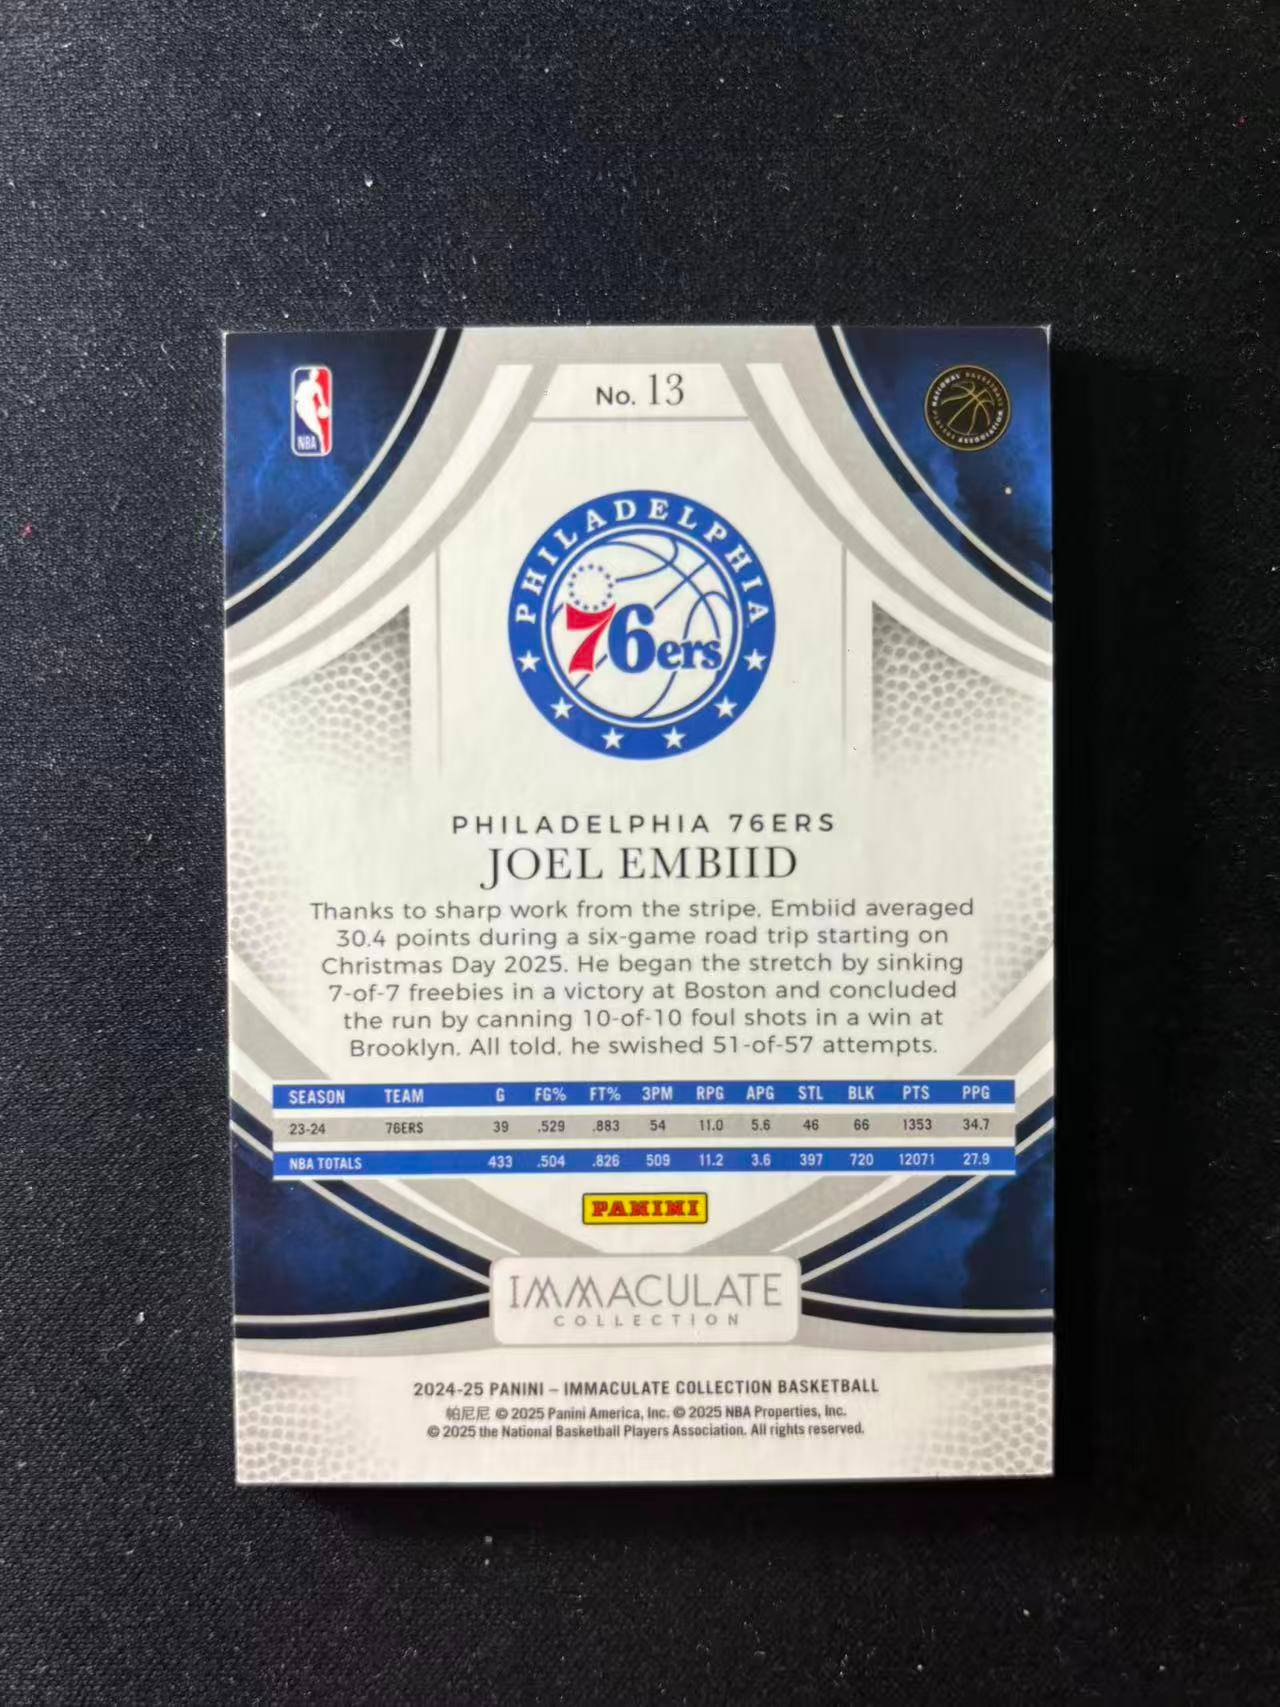 No. 13
NBA
NATIONAL BASKETBALL PLAYERS ASSOCIATION
PHILADELPHIA
76ers
PHILADELPHIA 76ERS
JOEL EMBIID
Thanks to sharp work from the stripe, Embiid averaged
30.4 points during a six-game road trip starting on
Christmas Day 2025. He began the stretch by sinking
7-of-7 freebies in a victory at Boston and concluded
the run by canning 10-of-10 foul shots in a win at
Brooklyn. All told, he swished 51-of-57 attempts.
SEASON TEAM G FG% FT% 3PM RPG APG STL BLK PTS PPG
23-24 76ERS 39 .529 .883 54 11.0 5.6 46 66 1353 34.7
NBA TOTALS 433 .504 .826 509 11.2 3.6 397 720 12071 27.9
PANINI
IMMACULATE
COLLECTION
2024-25 PANINI – IMMACULATE COLLECTION BASKETBALL
帕尼尼 © 2025 Panini America, Inc. © 2025 NBA Properties, Inc.
© 2025 the National Basketball Players Association. All rights reserved.